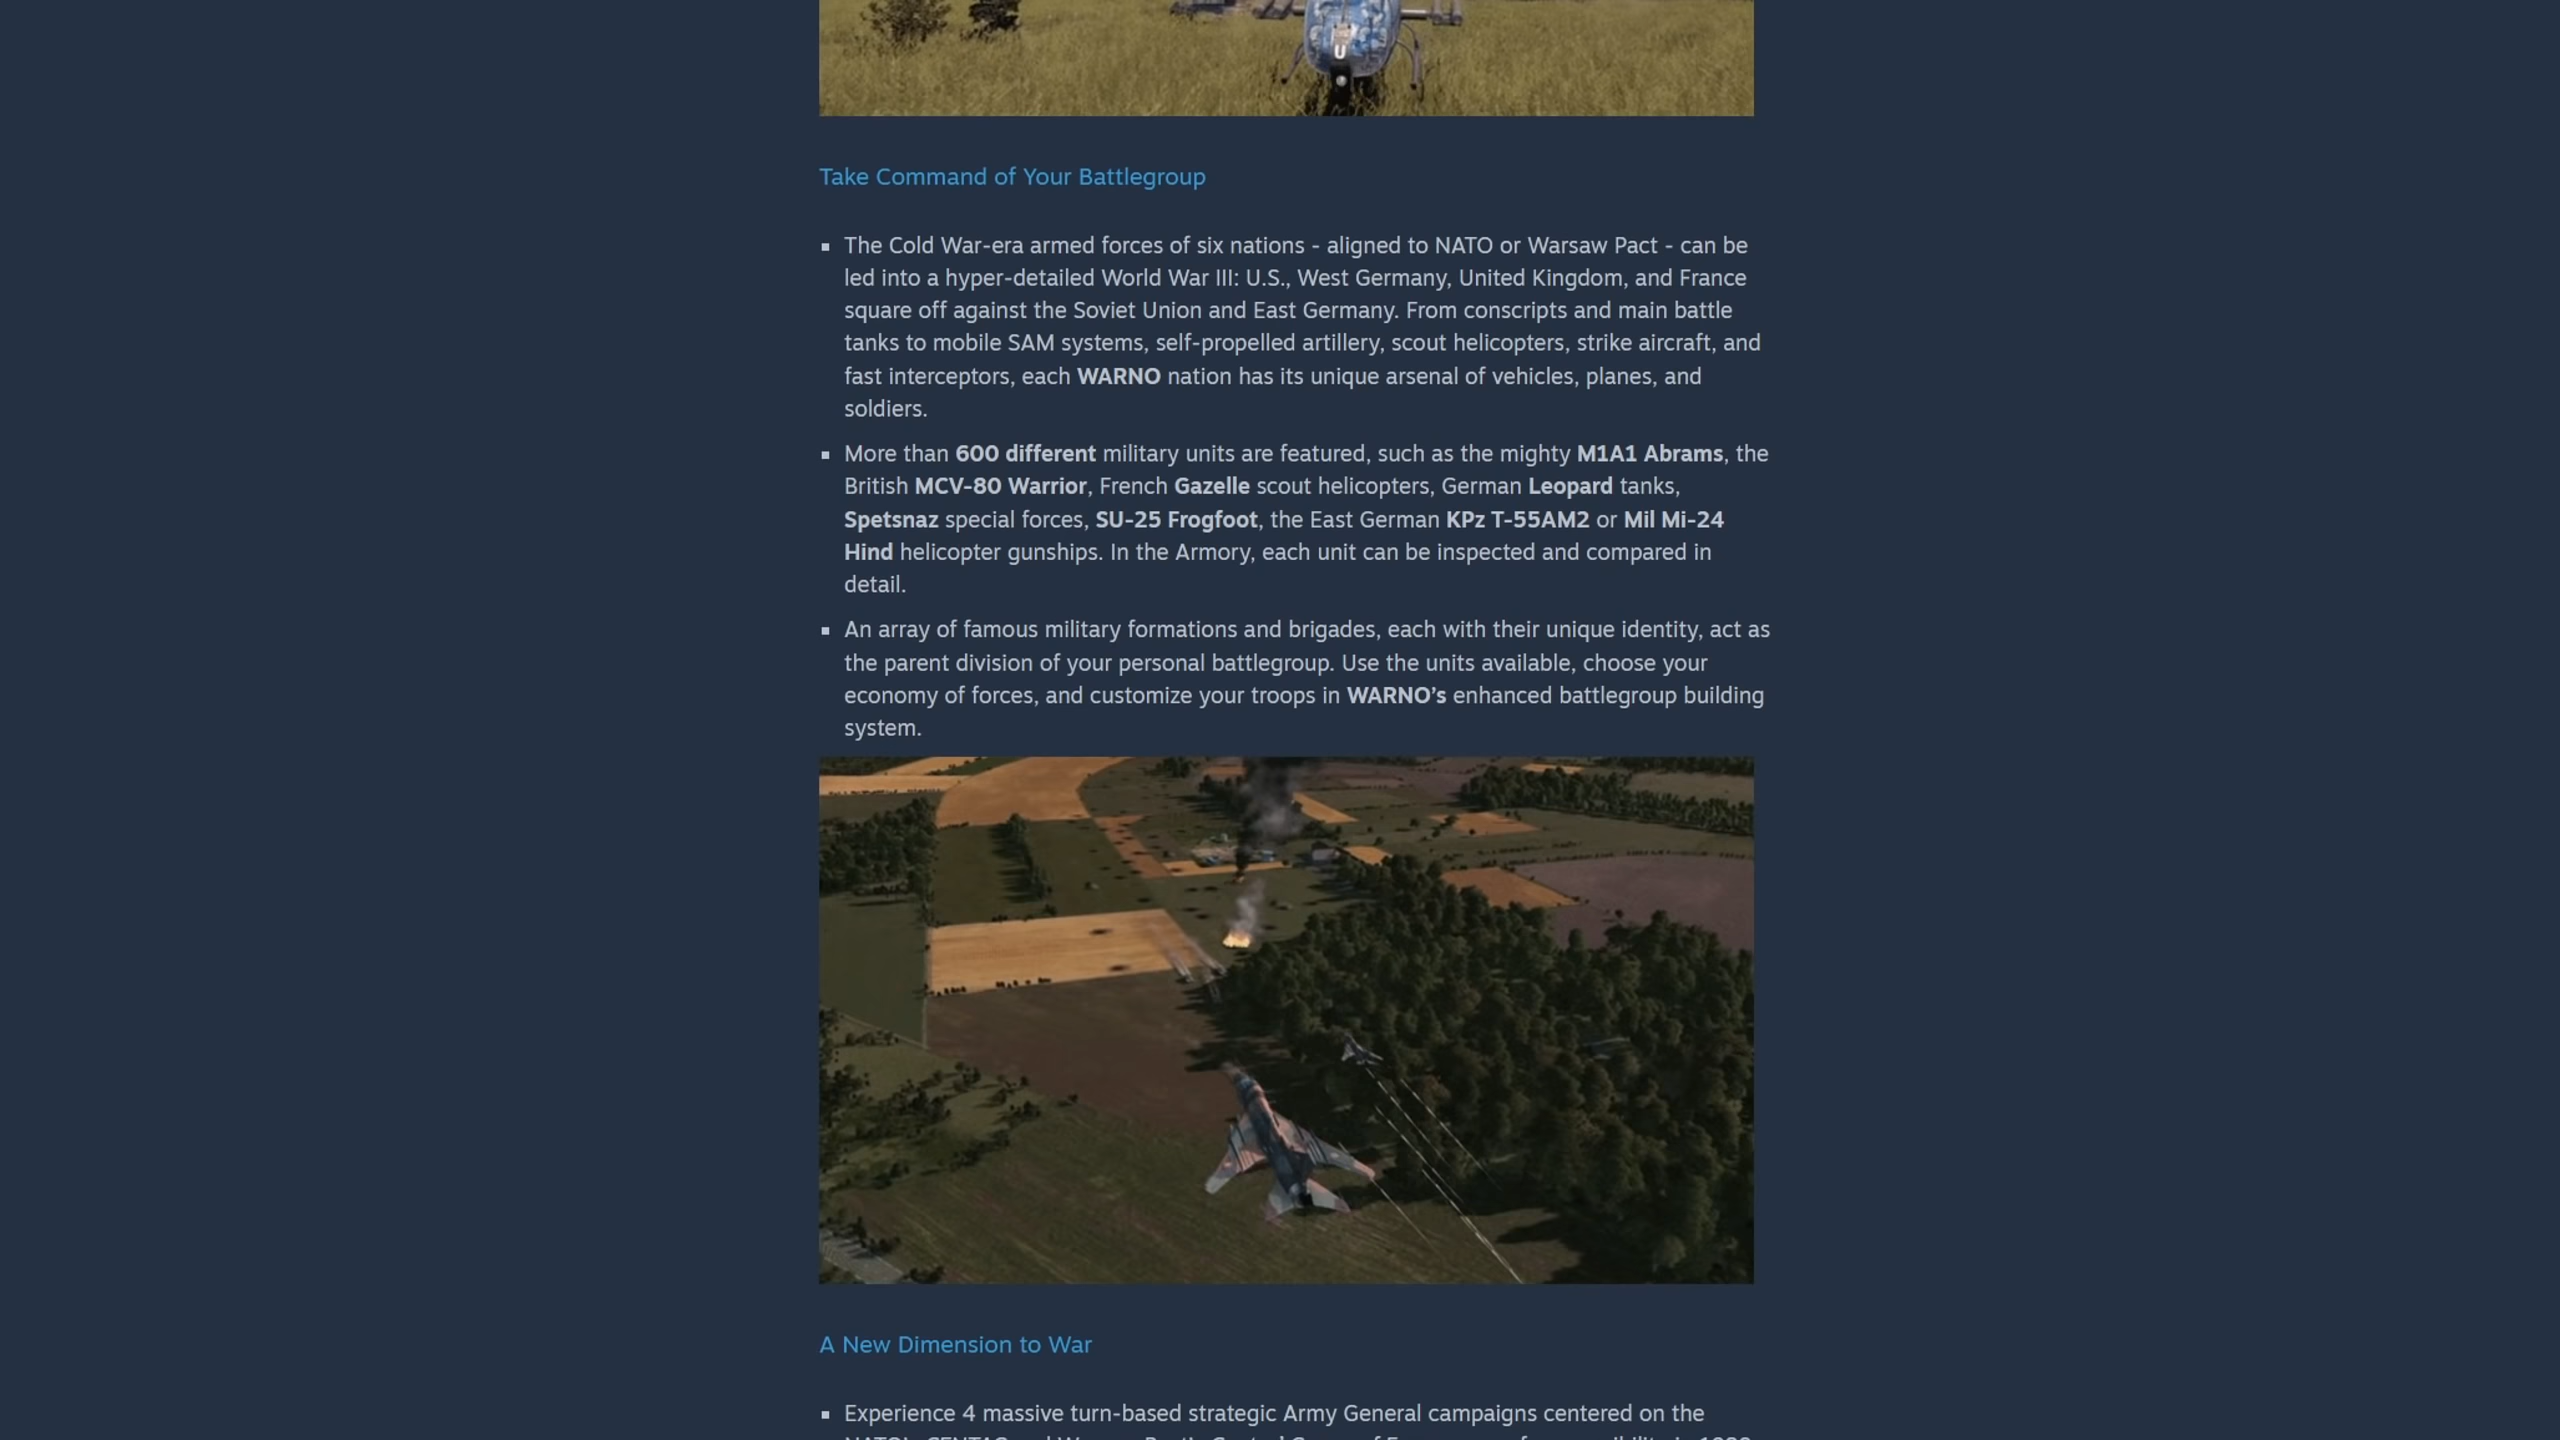 U
Take Command of Your Battlegroup
▪ The Cold War-era armed forces of six nations - aligned to NATO or Warsaw Pact - can be
led into a hyper-detailed World War III: U.S., West Germany, United Kingdom, and France
square off against the Soviet Union and East Germany. From conscripts and main battle
tanks to mobile SAM systems, self-propelled artillery, scout helicopters, strike aircraft, and
fast interceptors, each WARNO nation has its unique arsenal of vehicles, planes, and
soldiers.
▪ More than 600 different military units are featured, such as the mighty M1A1 Abrams, the
British MCV-80 Warrior, French Gazelle scout helicopters, German Leopard tanks,
Spetsnaz special forces, SU-25 Frogfoot, the East German KPz T-55AM2 or Mil Mi-24
Hind helicopter gunships. In the Armory, each unit can be inspected and compared in
detail.
▪ An array of famous military formations and brigades, each with their unique identity, act as
the parent division of your personal battlegroup. Use the units available, choose your
economy of forces, and customize your troops in WARNO’s enhanced battlegroup building
system.
A New Dimension to War
▪ Experience 4 massive turn-based strategic Army General campaigns centered on the